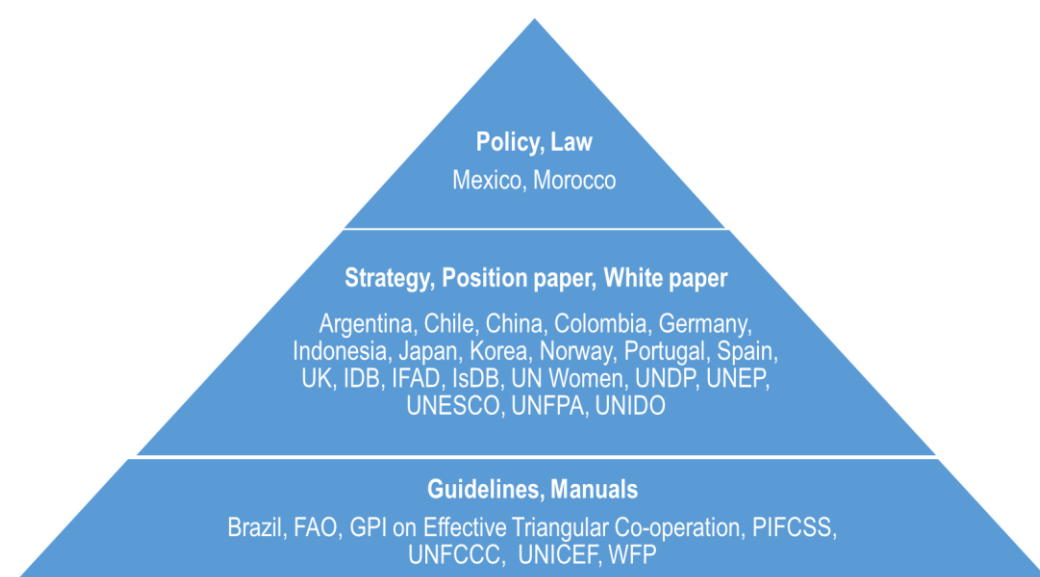 Policy, Law
Mexico, Morocco
Strategy, Position paper, White paper
Argentina, Chile, China, Colombia, Germany,
Indonesia, Japan, Korea, Norway, Portugal, Spain,
UK, IDB, IFAD, IsDB, UN Women, UNDP, UNEP,
UNESCO, UNFPA, UNIDO
Guidelines, Manuals
Brazil, FAO, GPI on Effective Triangular Co-operation, PIFCSS,
UNFCCC, UNICEF, WFP